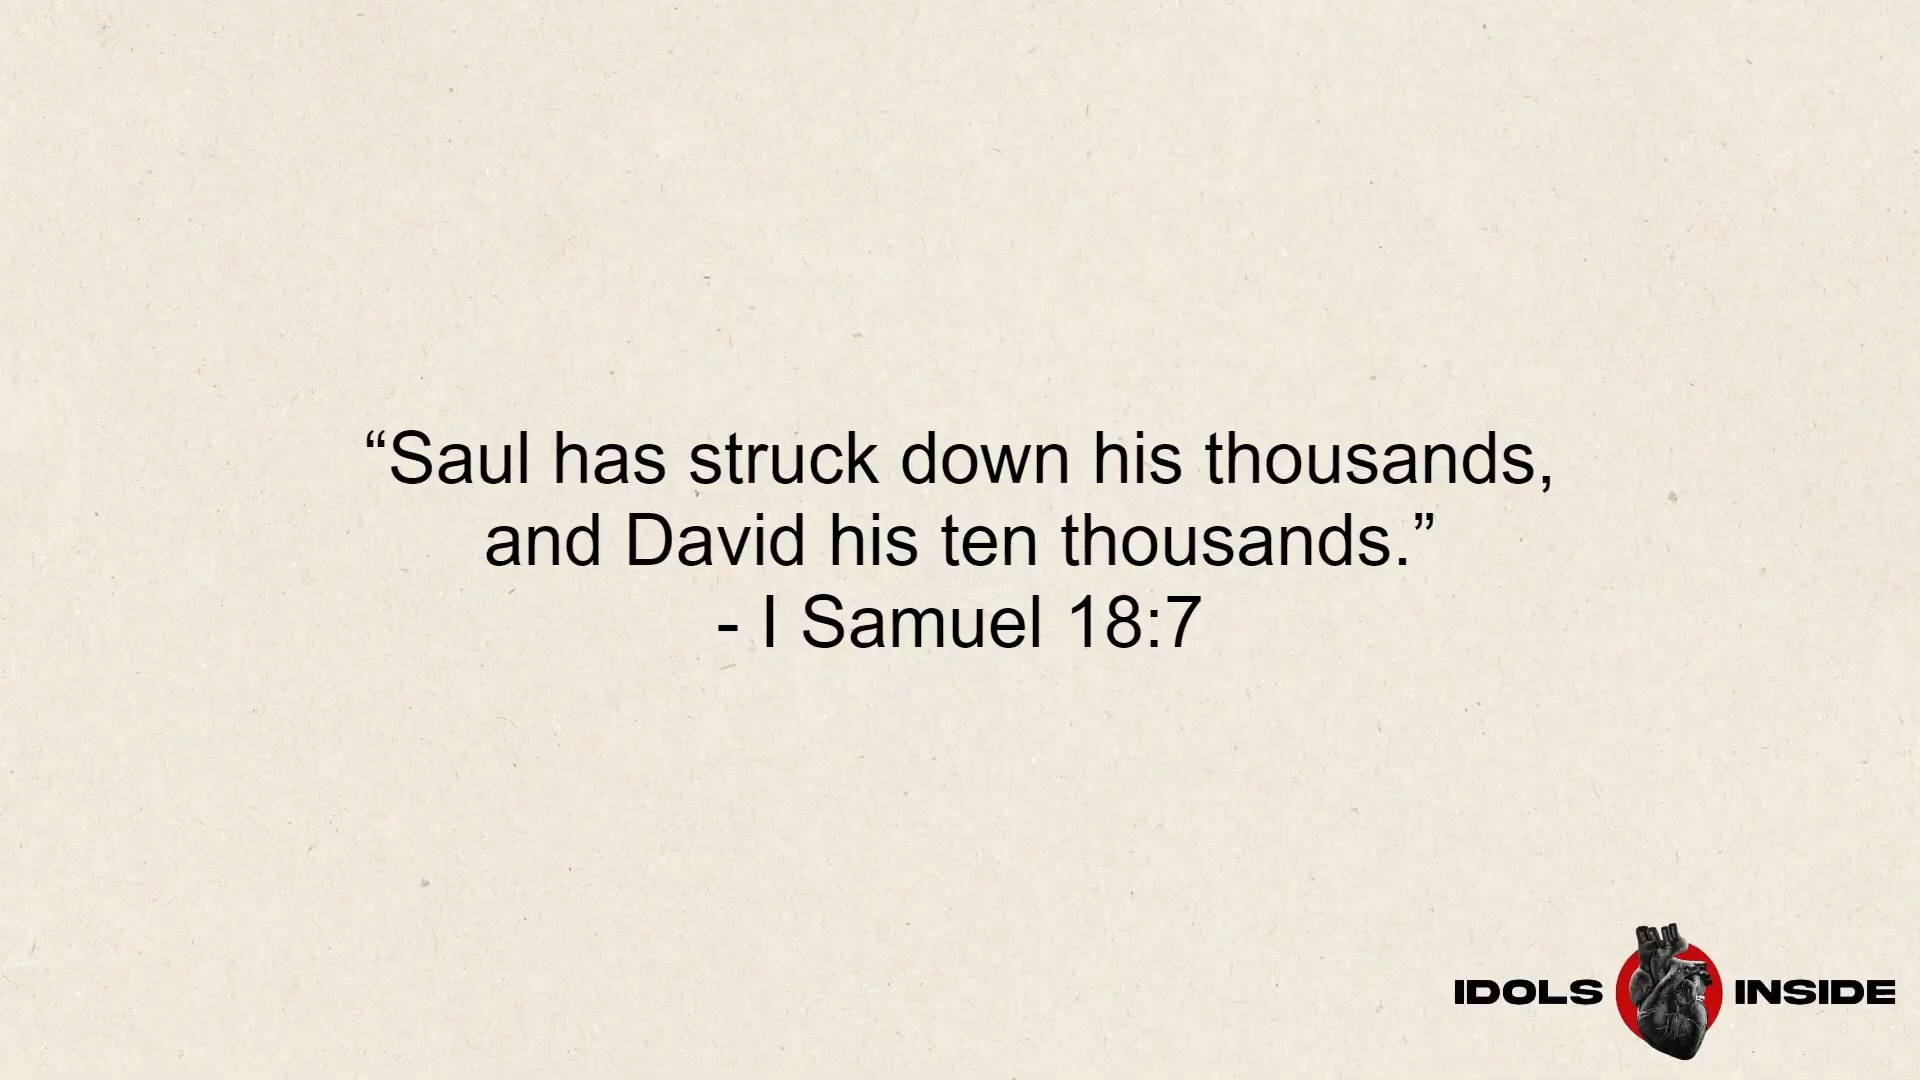 “Saul has struck down his thousands,
and David his ten thousands.”
- I Samuel 18:7
IDOLS INSIDE